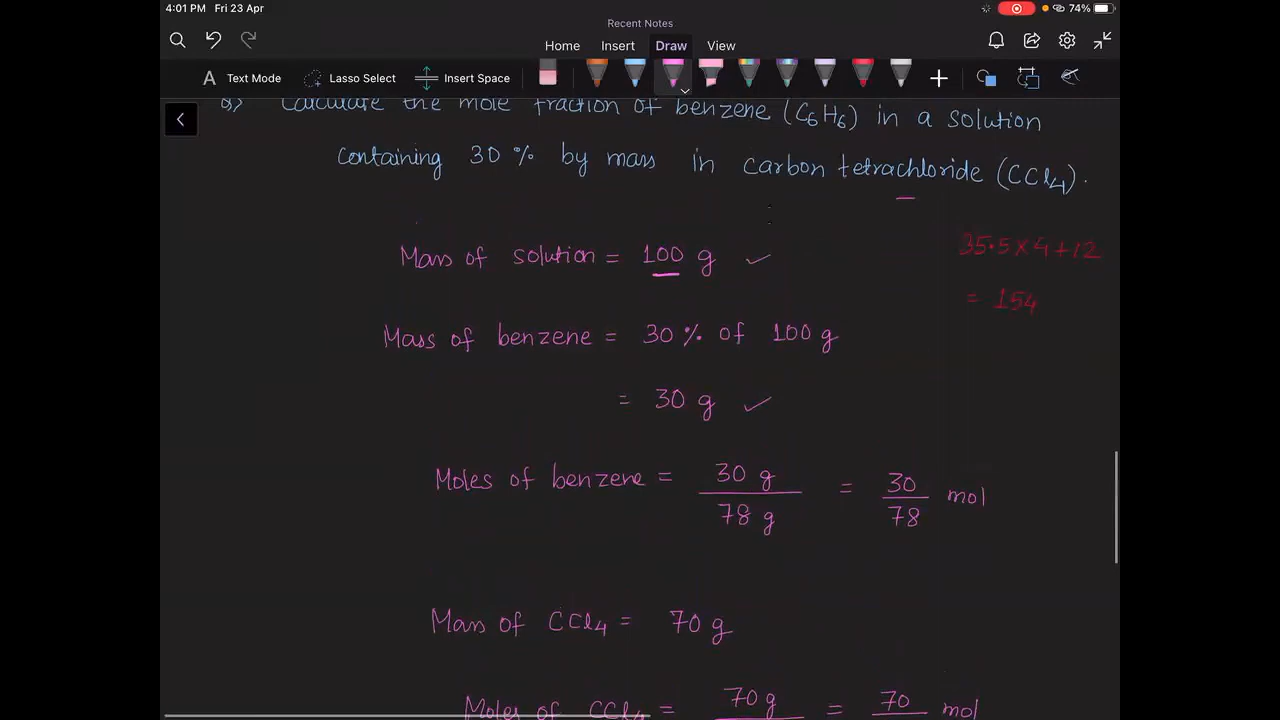 4:01 PM Fri 23 Apr
74%
Recent Notes
Home Insert Draw View
Text Mode Lasso Select Insert Space
Calculate the mole fraction of benzene (C6H6) in a solution
containing 30 % by mass in carbon tetrachloride (CCl4).
Mass of solution = 100 g ✓
35.5×4+12
= 154
Mass of benzene = 30 % of 100 g
= 30 g ✓
Moles of benzene = 30 g / 78 g = 30 / 78 mol
Mass of CCl4 = 70 g
Moles of CCl4 = 70 g = 70 mol